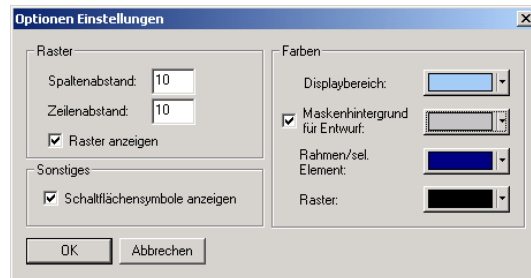 Optionen Einstellungen
Raster
Spaltenabstand: 10
Zeilenabstand: 10
Raster anzeigen
Sonstiges
Schaltflächensymbole anzeigen
Farben
Displaybereich:
Maskenhintergrund
für Entwurf:
Rahmen/sel.
Element:
Raster:
OK
Abbrechen